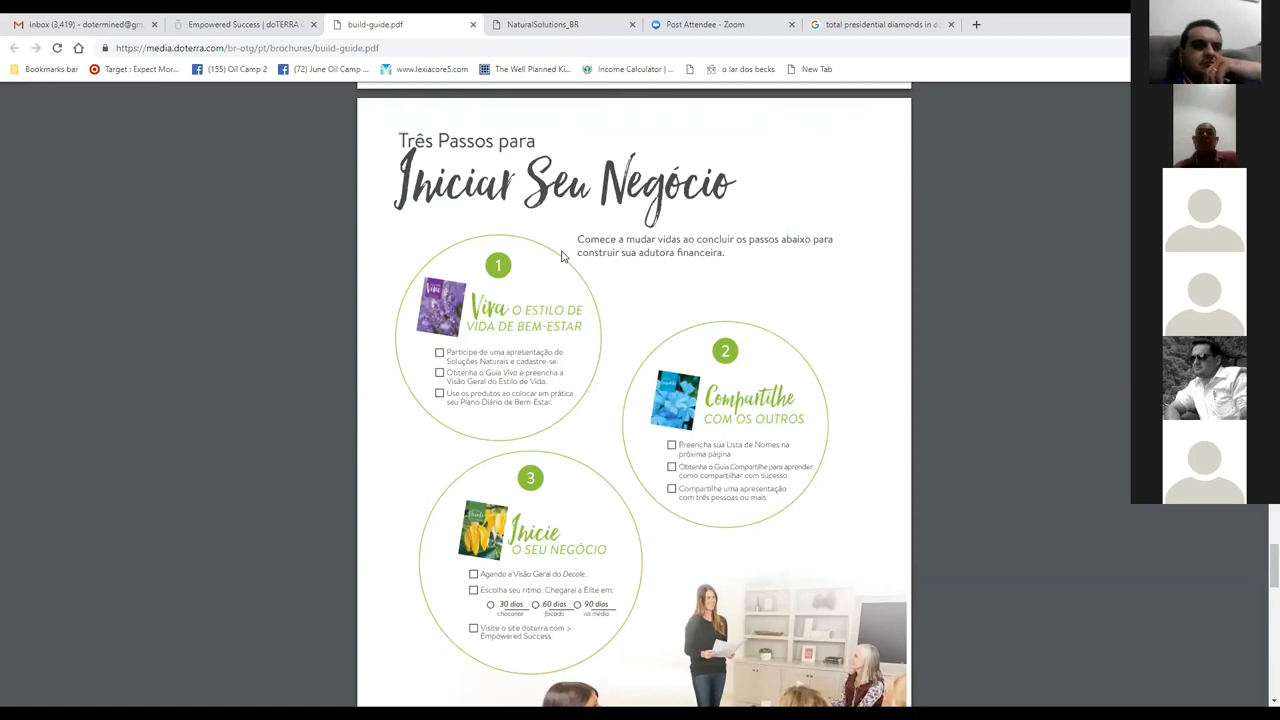 inbox (3,419) - dotermined@gm
Empowered Success | doTERRA
build-guide.pdf
NaturalSolutions_BR
Post Attendee - Zoom
total presidential diamonds in d
https://media.doterra.com/br-otg/pt/brochures/build-guide.pdf
Bookmarks bar
Target : Expect Mor...
(155) Oil Camp 2
(72) June Oil Camp ...
www.lexiacore5.com
The Well Planned Ki...
Income Calculator |...
o lar dos becks
New Tab
Três Passos para
Iniciar Seu Negócio
Comece a mudar vidas ao concluir os passos abaixo para
construir sua adutora financeira.
1
Viva O ESTILO DE
VIDA DE BEM-ESTAR
Participe de uma apresentação de
Soluções Naturais e cadastre-se.
Obtenha o Guia Viva e preencha a
Visão Geral do Estilo de Vida.
Use os produtos ao colocar em prática
seu Plano Diário de Bem-Estar.
2
Compartilhe
COM OS OUTROS
Preencha sua Lista de Nomes na
próxima página
Obtenha o Guia Compartilhe para aprender
como compartilhar com sucesso
Compartilhe uma apresentação
com três pessoas ou mais
3
Inicie
O SEU NEGÓCIO
Agende a Visão Geral do Decole.
Escolha seu ritmo. Chegarei a Elite em:
30 dias 60 dias 90 dias
chocante focado na média
Visite o site doterra.com >
Empowered Success.